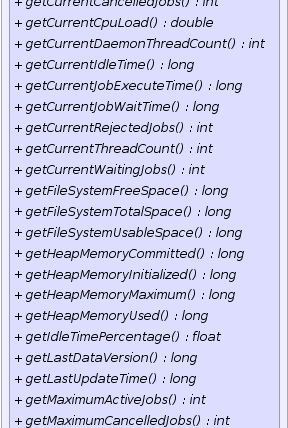 + getCurrentCancelledJobs() : int
+ getCurrentCpuLoad() : double
+ getCurrentDaemonThreadCount() : int
+ getCurrentIdleTime() : long
+ getCurrentJobExecuteTime() : long
+ getCurrentJobWaitTime() : long
+ getCurrentRejectedJobs() : int
+ getCurrentThreadCount() : int
+ getCurrentWaitingJobs() : int
+ getFileSystemFreeSpace() : long
+ getFileSystemTotalSpace() : long
+ getFileSystemUsableSpace() : long
+ getHeapMemoryCommitted() : long
+ getHeapMemoryInitialized() : long
+ getHeapMemoryMaximum() : long
+ getHeapMemoryUsed() : long
+ getIdleTimePercentage() : float
+ getLastDataVersion() : long
+ getLastUpdateTime() : long
+ getMaximumActiveJobs() : int
+ getMaximumCancelledJobs() : int